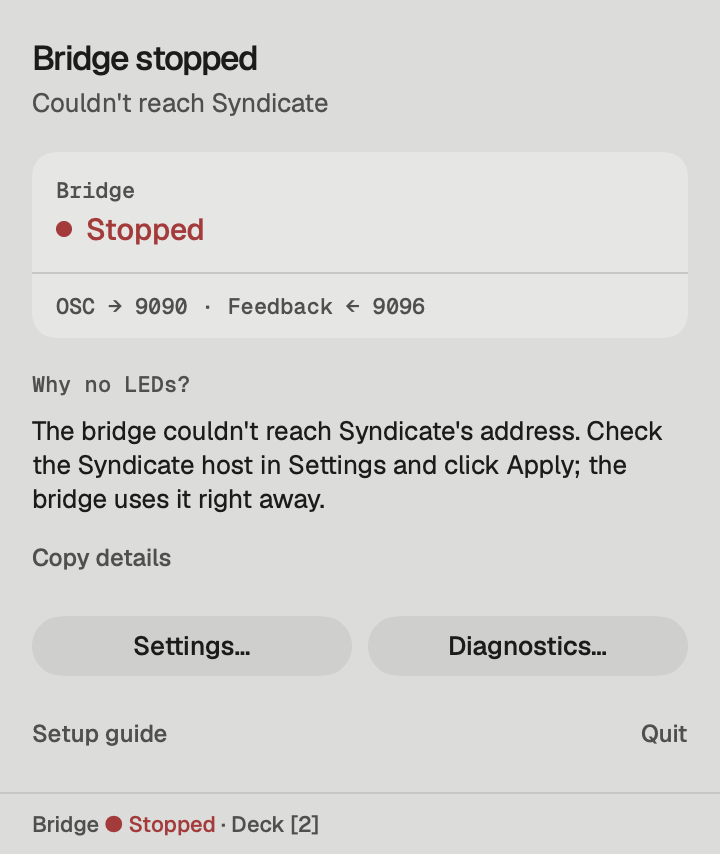 Bridge stopped
Couldn't reach Syndicate
Bridge
Stopped
OSC → 9090 · Feedback ← 9096
Why no LEDs?
The bridge couldn't reach Syndicate's address. Check
the Syndicate host in Settings and click Apply; the
bridge uses it right away.
Copy details
Settings… Diagnostics…
Setup guide Quit
Bridge ● Stopped · Deck [2]